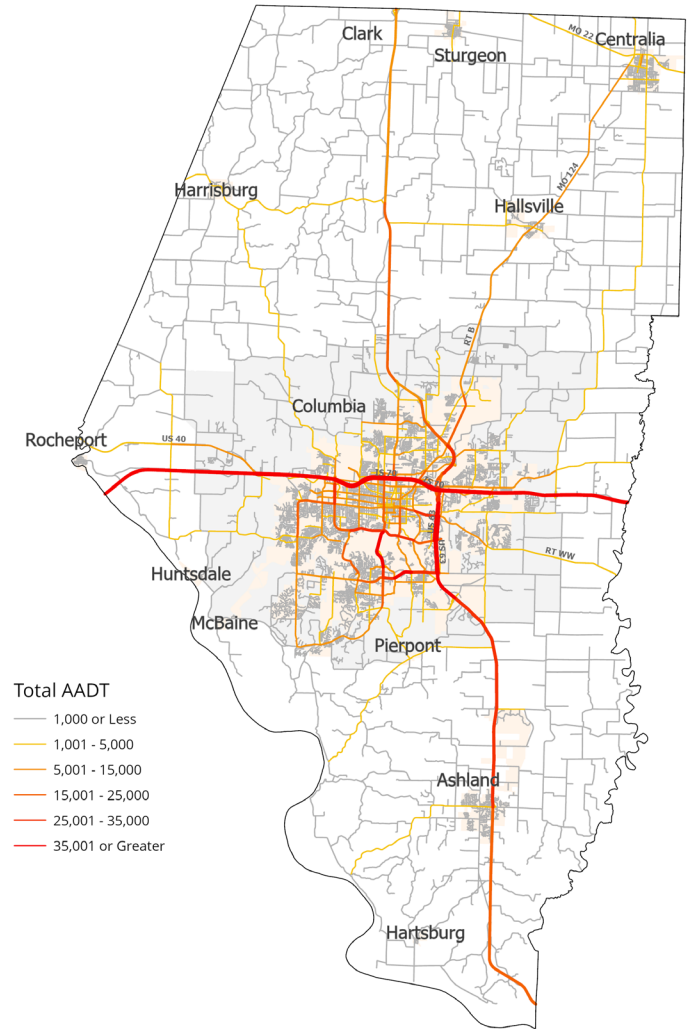 Clark
MO 22
Centralia
Sturgeon
MO 124
Harrisburg
Hallsville
RT B
Columbia
Rocheport
US 40
IS 70
IS 70
US 63
US 63
RT WW
Huntsdale
McBaine
Pierpont
Total AADT
1,000 or Less
1,001 - 5,000
5,001 - 15,000
15,001 - 25,000
25,001 - 35,000
35,001 or Greater
Ashland
Hartsburg